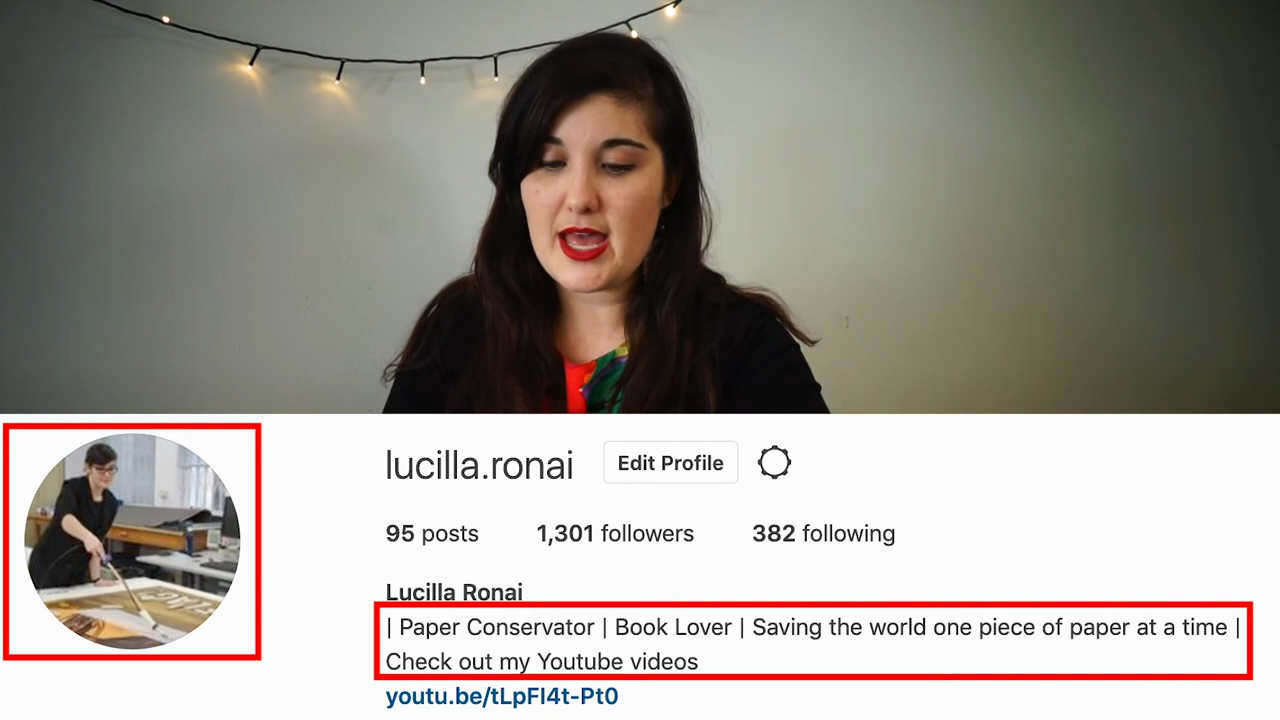 lucilla.ronai Edit Profile
95 posts 1,301 followers 382 following
Lucilla Ronai
| Paper Conservator | Book Lover | Saving the world one piece of paper at a time |
Check out my Youtube videos
youtu.be/tLpFI4t-Pt0